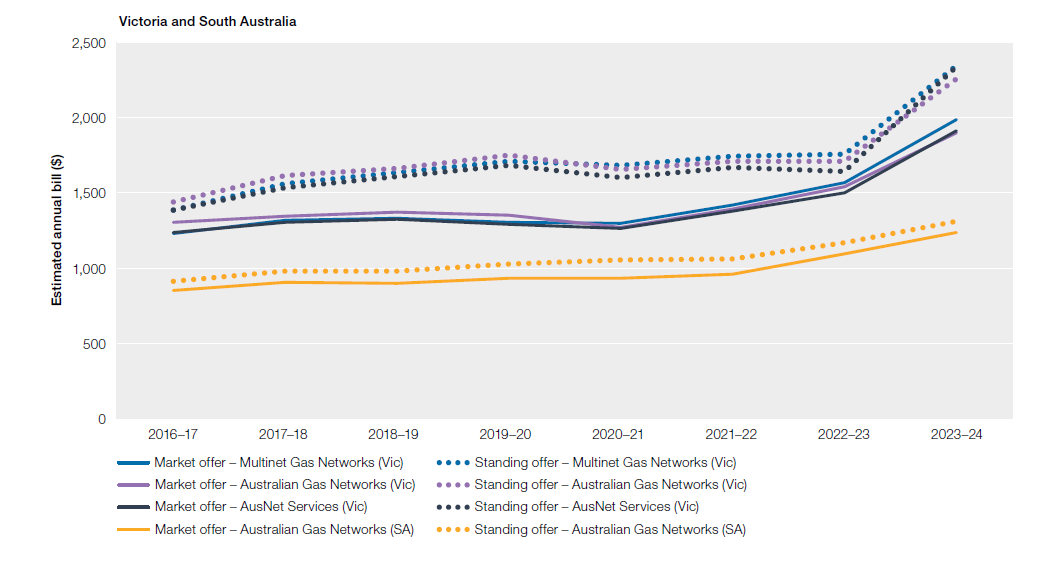 Victoria and South Australia
Estimated annual bill ($)
2,500
2,000
1,500
1,000
500
0
2016–17 2017–18 2018–19 2019–20 2020–21 2021–22 2022–23 2023–24
Market offer – Multinet Gas Networks (Vic) Standing offer – Multinet Gas Networks (Vic)
Market offer – Australian Gas Networks (Vic) Standing offer – Australian Gas Networks (Vic)
Market offer – AusNet Services (Vic) Standing offer – AusNet Services (Vic)
Market offer – Australian Gas Networks (SA) Standing offer – Australian Gas Networks (SA)